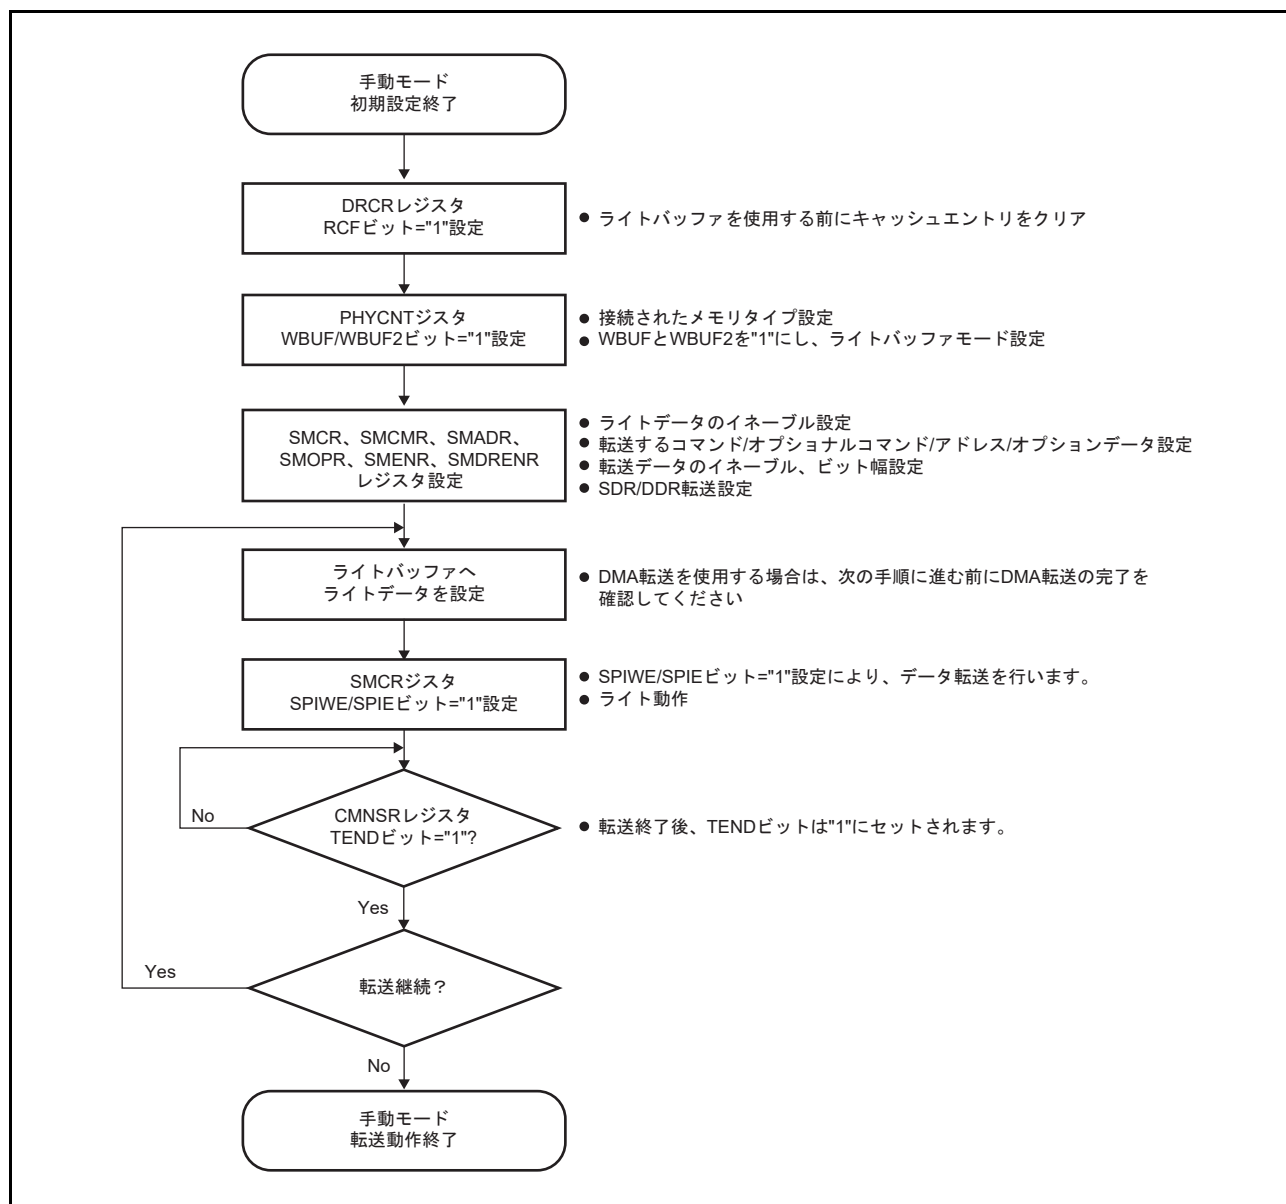 手動モード
初期設定終了
DRCRレジスタ
RCFビット="1"設定
● ライトバッファを使用する前にキャッシュエントリをクリア
PHYCNTジスタ
WBUF/WBUF2ビット="1"設定
● 接続されたメモリタイプ設定
● WBUFとWBUF2を"1"にし、ライトバッファモード設定
SMCR、SMCMR、SMADR、
SMOPR、SMENR、SMDRENR
レジスタ設定
● ライトデータのイネーブル設定
● 転送するコマンド/オプショナルコマンド/アドレス/オプションデータ設定
● 転送データのイネーブル、ビット幅設定
● SDR/DDR転送設定
ライトバッファへ
ライトデータを設定
● DMA転送を使用する場合は、次の手順に進む前にDMA転送の完了を
確認してください
SMCRジスタ
SPIWE/SPIEビット="1"設定
● SPIWE/SPIEビット="1"設定により、データ転送を行います。
● ライト動作
No
CMNSRレジスタ
TENDビット="1"?
● 転送終了後、TENDビットは"1"にセットされます。
Yes
Yes
転送継続？
No
手動モード
転送動作終了